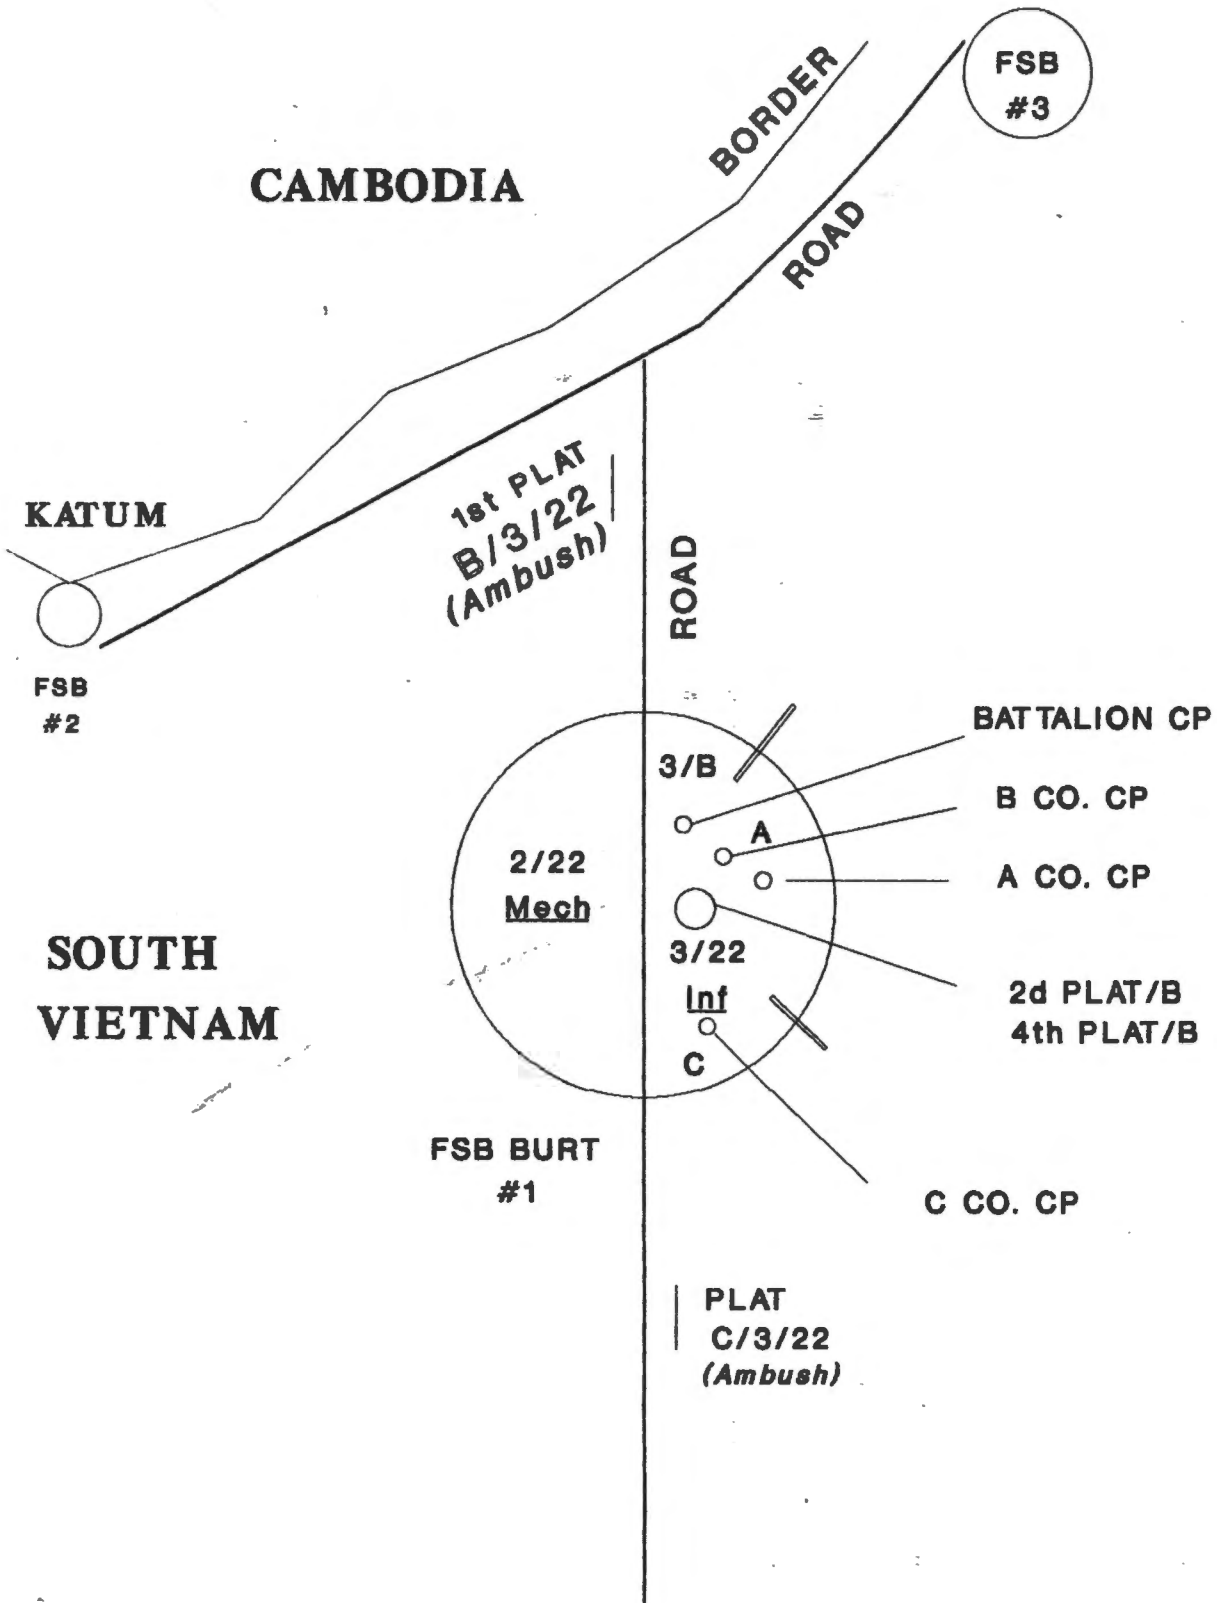 FSB
#3
BORDER
CAMBODIA
ROAD
1st PLAT
B/3/22
(Ambush)
KATUM
ROAD
FSB
#2
BATTALION CP
3/B
B CO. CP
A
2/22
Mech
A CO. CP
3/22
Inf
SOUTH
VIETNAM
2d PLAT/B
4th PLAT/B
C
FSB BURT
#1
C CO. CP
PLAT
C/3/22
(Ambush)